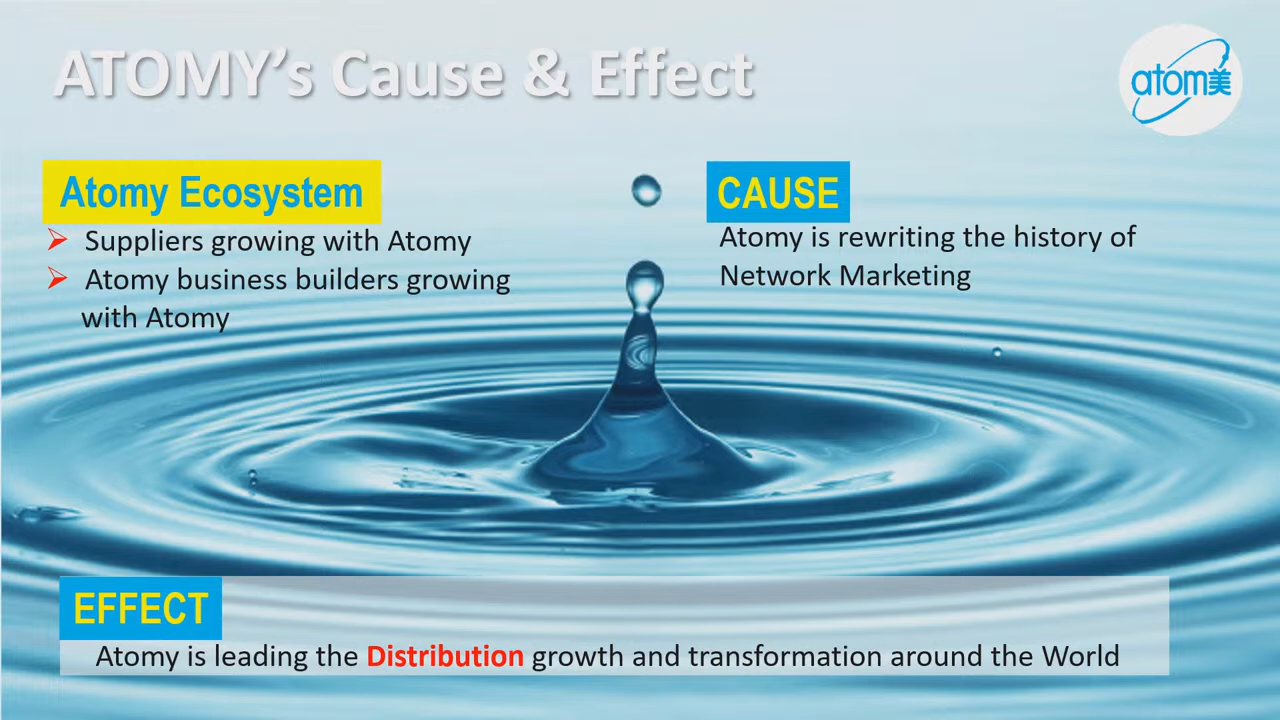 ATOMY's Cause & Effect
atom美
Atomy Ecosystem
➢ Suppliers growing with Atomy
➢ Atomy business builders growing
with Atomy
CAUSE
Atomy is rewriting the history of
Network Marketing
EFFECT
Atomy is leading the Distribution growth and transformation around the World